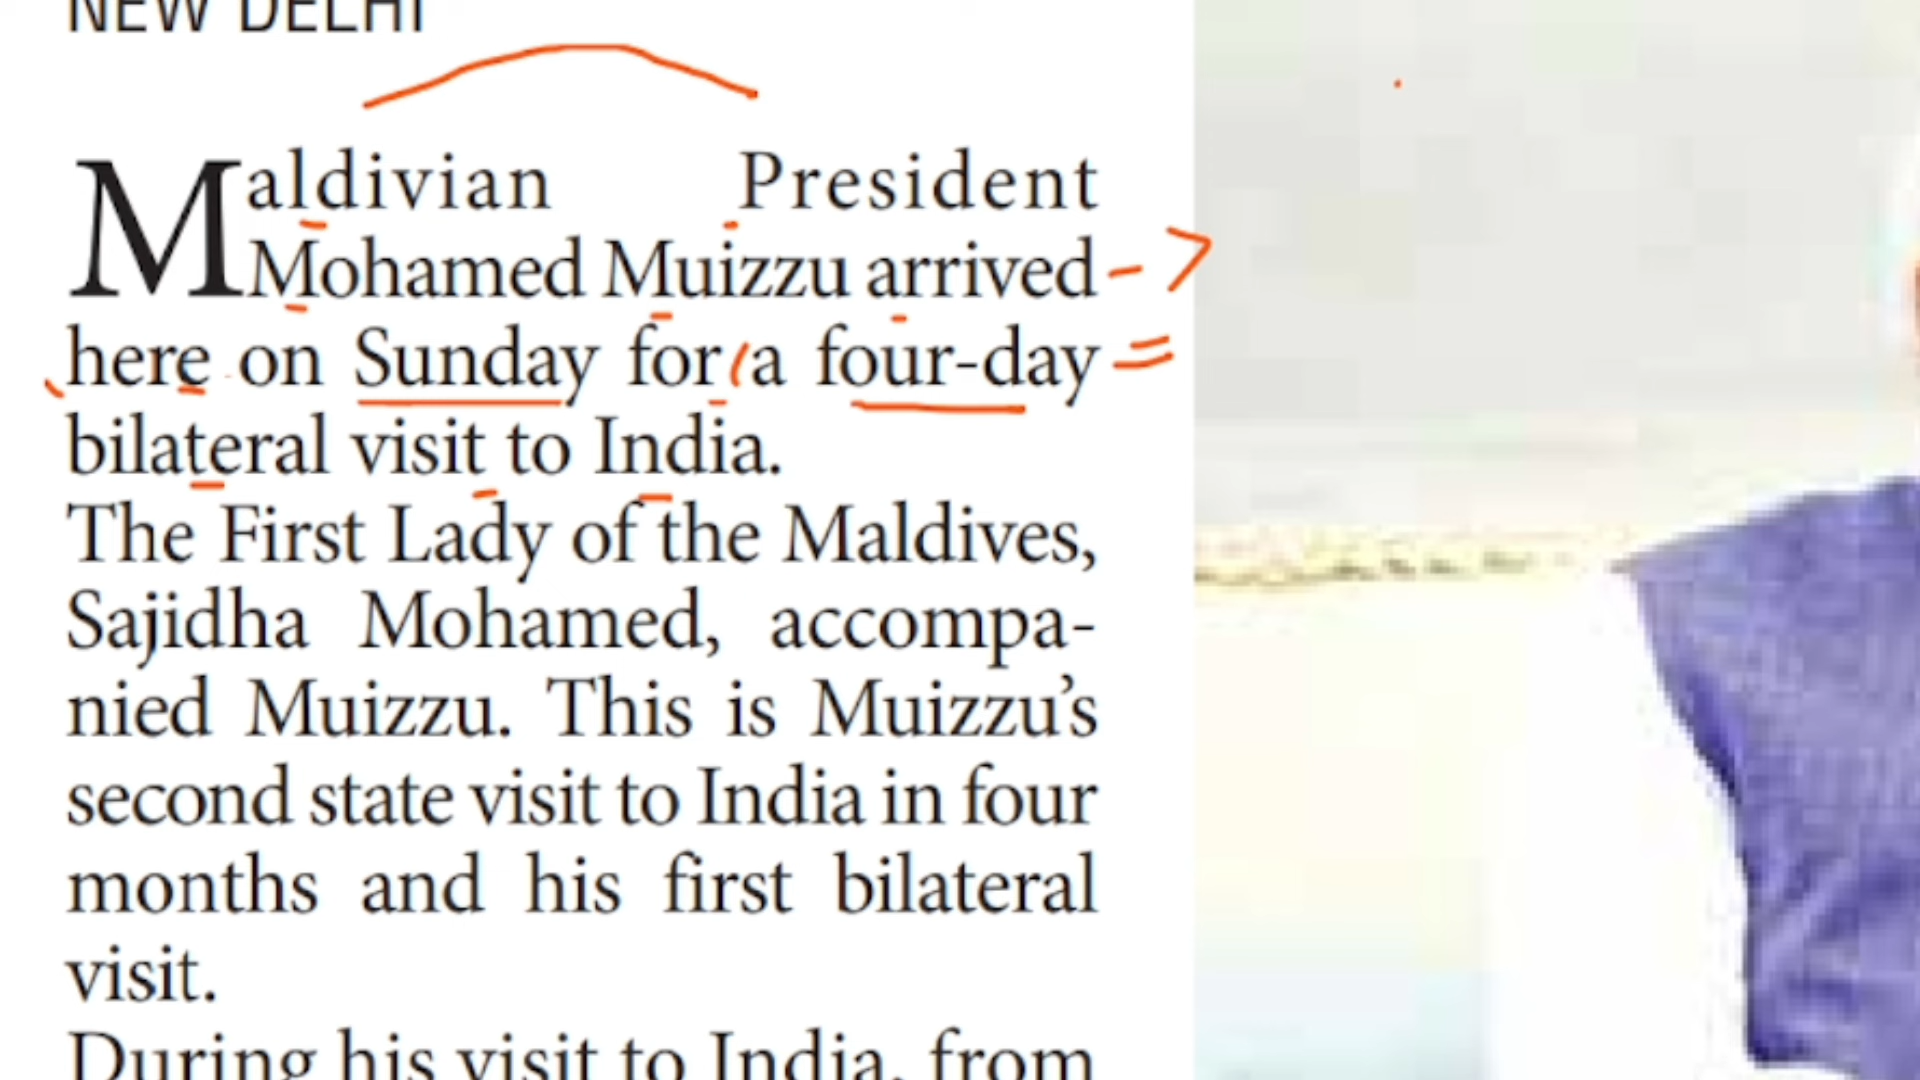 NEW DELHI
Maldivian President
Mohamed Muizzu arrived
here on Sunday for a four-day
bilateral visit to India.
The First Lady of the Maldives,
Sajidha Mohamed, accompa-
nied Muizzu. This is Muizzu's
second state visit to India in four
months and his first bilateral
visit.
During his visit to India, from